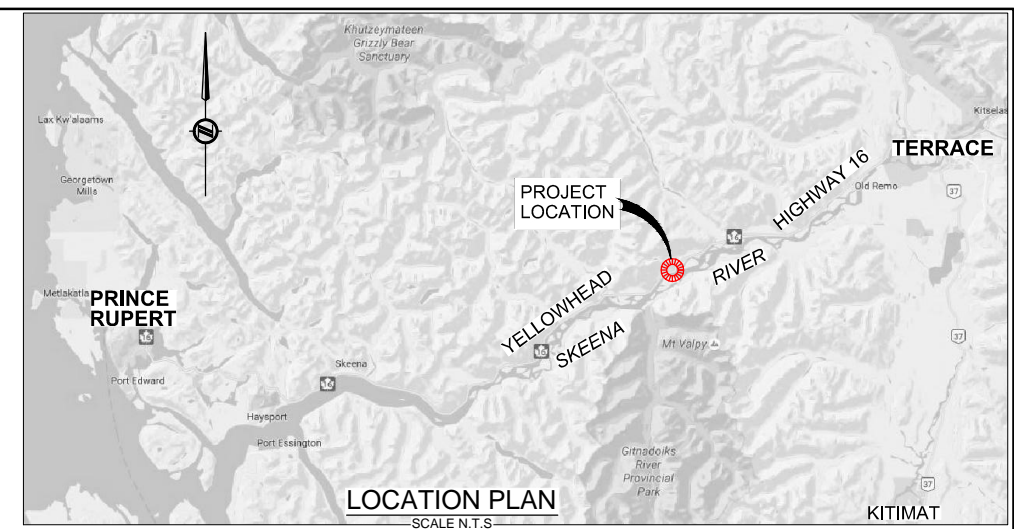 Khutzeymateen
Grizzly Bear
Sanctuary
Lax Kw'alaams
Kitselas
TERRACE
Georgetown
Mills
PROJECT
LOCATION
HIGHWAY 16
Old Remo
37
16
RIVER
Metlakatla
PRINCE
RUPERT
16
YELLOWHEAD
SKEENA
16
Mt Valpy
37
Skeena
16
Port Edward
Haysport
Port Essington
Gitnadoiks
River
Provincial
Park
37
LOCATION PLAN
SCALE N.T.S
KITIMAT